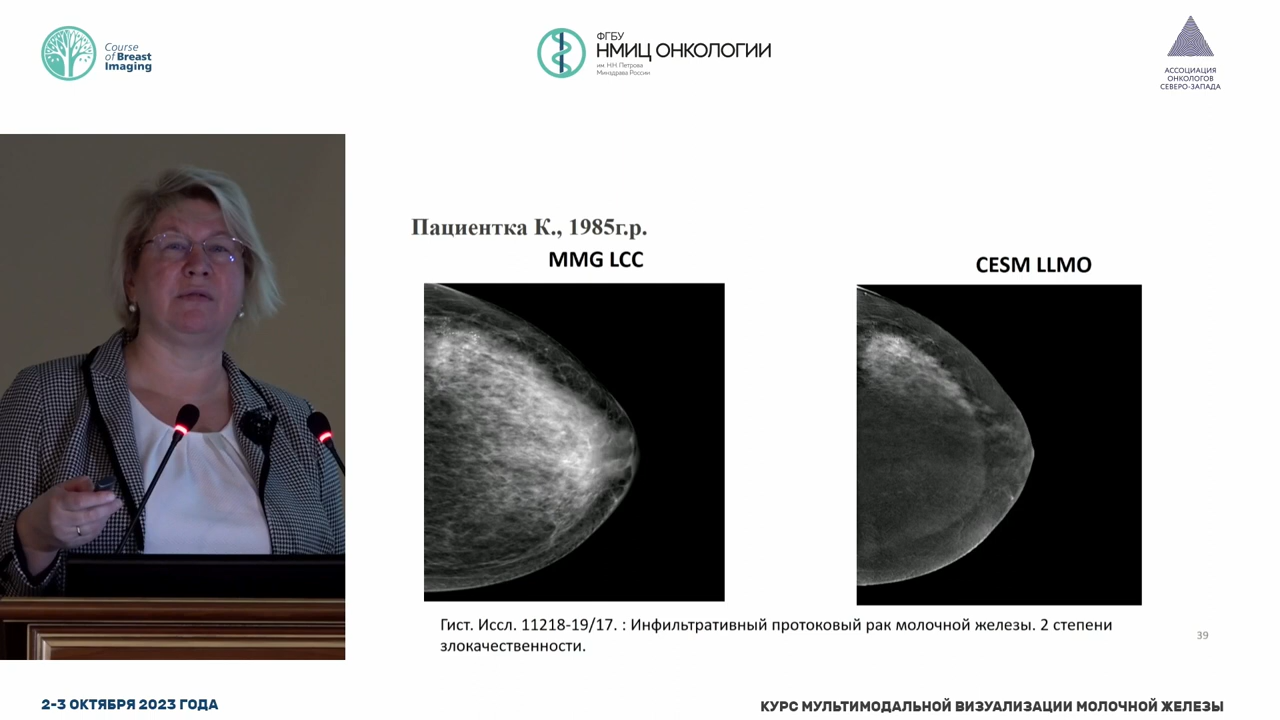 Course
of Breast
Imaging
ФГБУ
НМИЦ ОНКОЛОГИИ
им. Н.Н. Петрова
Минздрава России
АССОЦИАЦИЯ
ОНКОЛОГОВ
СЕВЕРО-ЗАПАДА
Пациентка К., 1985г.р.
MMG LCC
CESM LLMO
Гист. Иссл. 11218-19/17. : Инфильтративный протоковый рак молочной железы. 2 степени
злокачественности.
39
2-3 ОКТЯБРЯ 2023 ГОДА
КУРС МУЛЬТИМОДАЛЬНОЙ ВИЗУАЛИЗАЦИИ МОЛОЧНОЙ ЖЕЛЕЗЫ